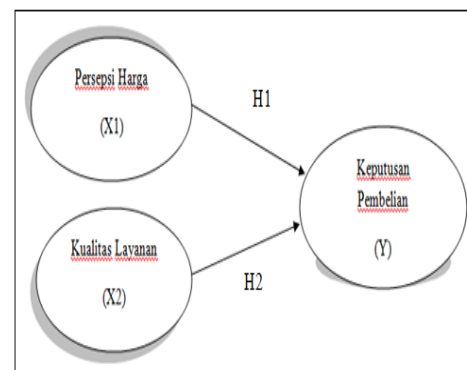 Persepsi Harga
(X1)
H1
Keputusan
Pembelian
(Y)
Kualitas Layanan
(X2)
H2